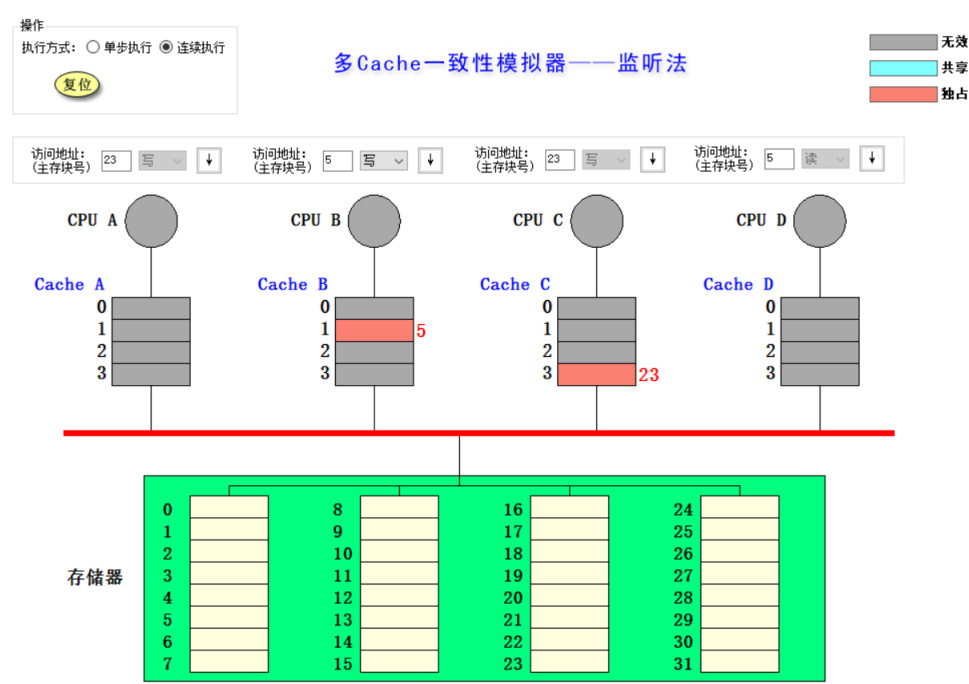 操作
执行方式： 单步执行 连续执行
复位
多Cache一致性模拟器——监听法
无效
共享
独占
访问地址：
(主存块号) 23 写 ↓
访问地址：
(主存块号) 5 写 ↓
访问地址：
(主存块号) 23 写 ↓
访问地址：
(主存块号) 5 读 ↓
CPU A CPU B CPU C CPU D
Cache A Cache B Cache C Cache D
0 0 0 0
1 1 5 1 1
2 2 2 2
3 3 3 23 3
存储器
0 8 16 24
1 9 17 25
2 10 18 26
3 11 19 27
4 12 20 28
5 13 21 29
6 14 22 30
7 15 23 31